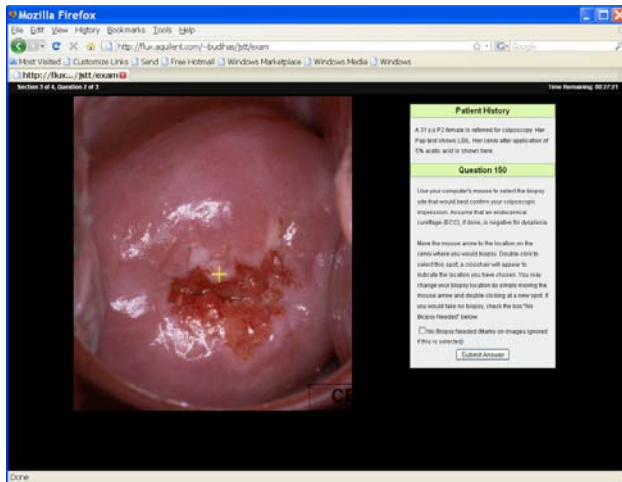 Mozilla Firefox
File Edit View History Bookmarks Tools Help
http://flux.aquilent.com/~budihas/jstt/exam
Google
Most Visited Customize Links Send Free Hotmail Windows Marketplace Windows Media Windows
http://flux.../jstt/exam
Section 3 of 4, Question 2 of 3
Time Remaining: 00:37:21
Patient History
A 31 y.o P2 female is referred for colposcopy. Her
Pap test shows LSIL. Her cervix after application of
5% acetic acid is shown here.
Question 150
Use your computer's mouse to select the biopsy
site that would best confirm your colposcopic
impression. Assume that an endocervical
curettage (ECC), if done, is negative for dysplasia.
Move the mouse arrow to the location on the
cervix where you would biopsy. Double-click to
select this spot; a crosshair will appear to
indicate the location you have chosen. You may
change your biopsy location by simply moving the
mouse arrow and double-clicking at a new spot. If
you would take no biopsy, check the box "No
Biopsy Needed" below
No Biopsy Needed (Marks on images ignored
if this is selected)
Submit Answer
CE
Done